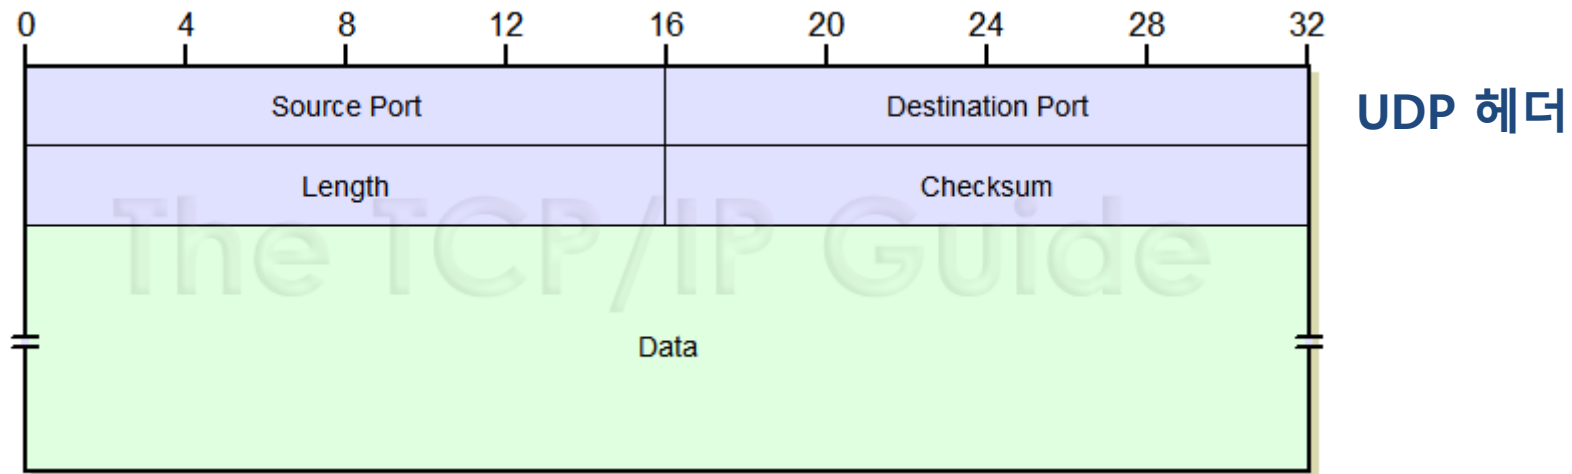 0 4 8 12 16 20 24 28 32
Source Port Destination Port
UDP 헤더
Length Checksum
The TCP/IP Guide
Data